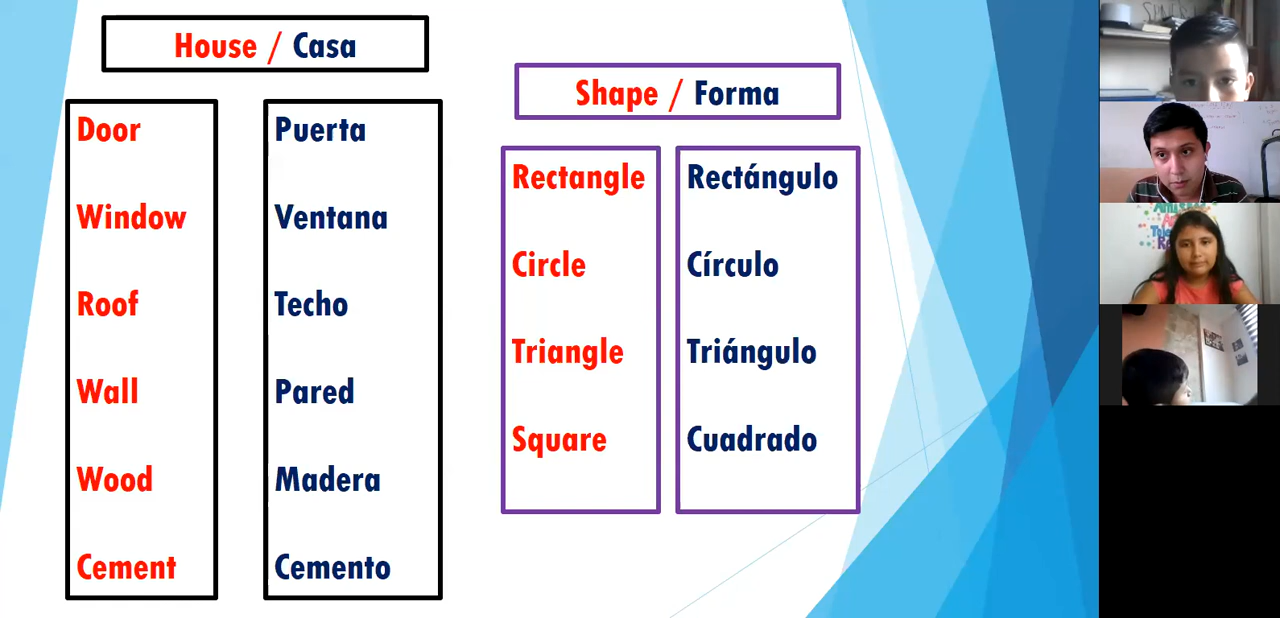 House / Casa
Door
Window
Roof
Wall
Wood
Cement
Puerta
Ventana
Techo
Pared
Madera
Cemento
Shape / Forma
Rectangle
Circle
Triangle
Square
Rectángulo
Círculo
Triángulo
Cuadrado